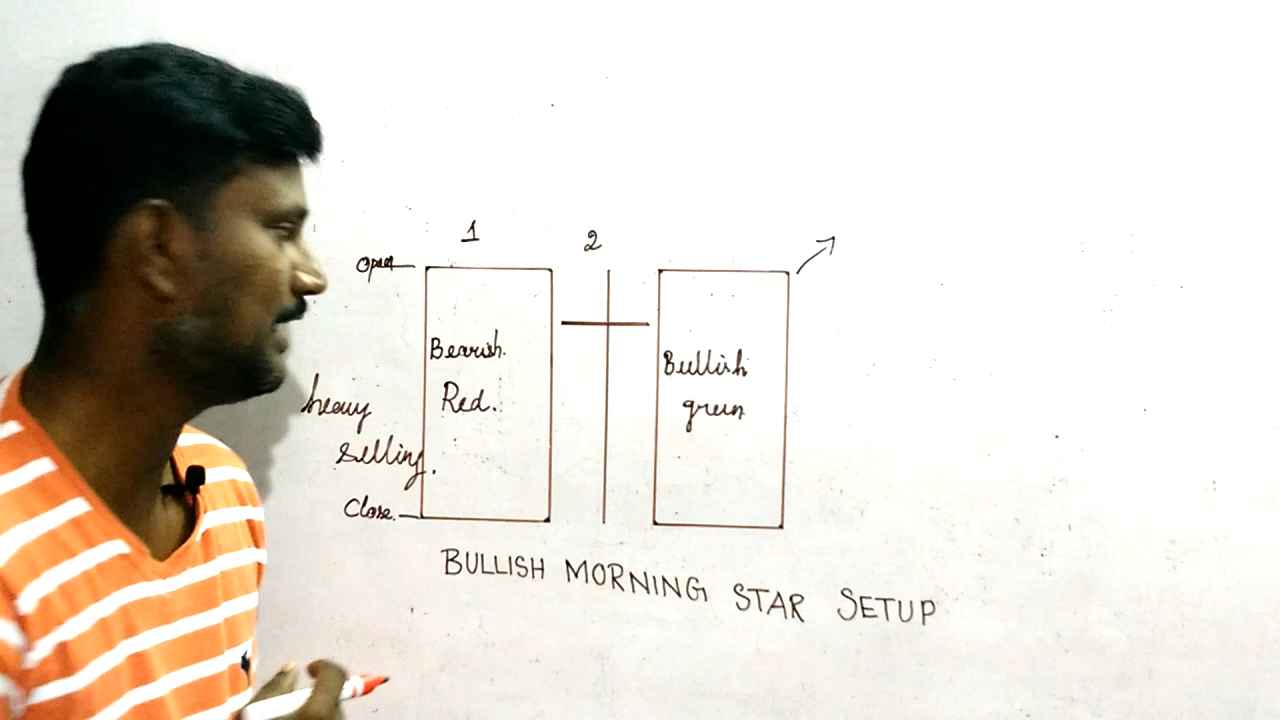 1
2
Open
Bearish.
Red.
heavy
selling.
Close.
Bullish
green
BULLISH MORNING STAR SETUP